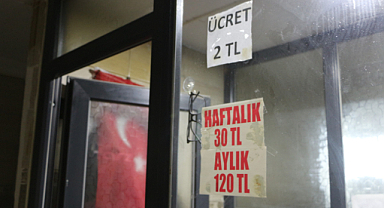 ÜCRET
2 TL
HAFTALIK
30 TL
AYLIK
120 TL